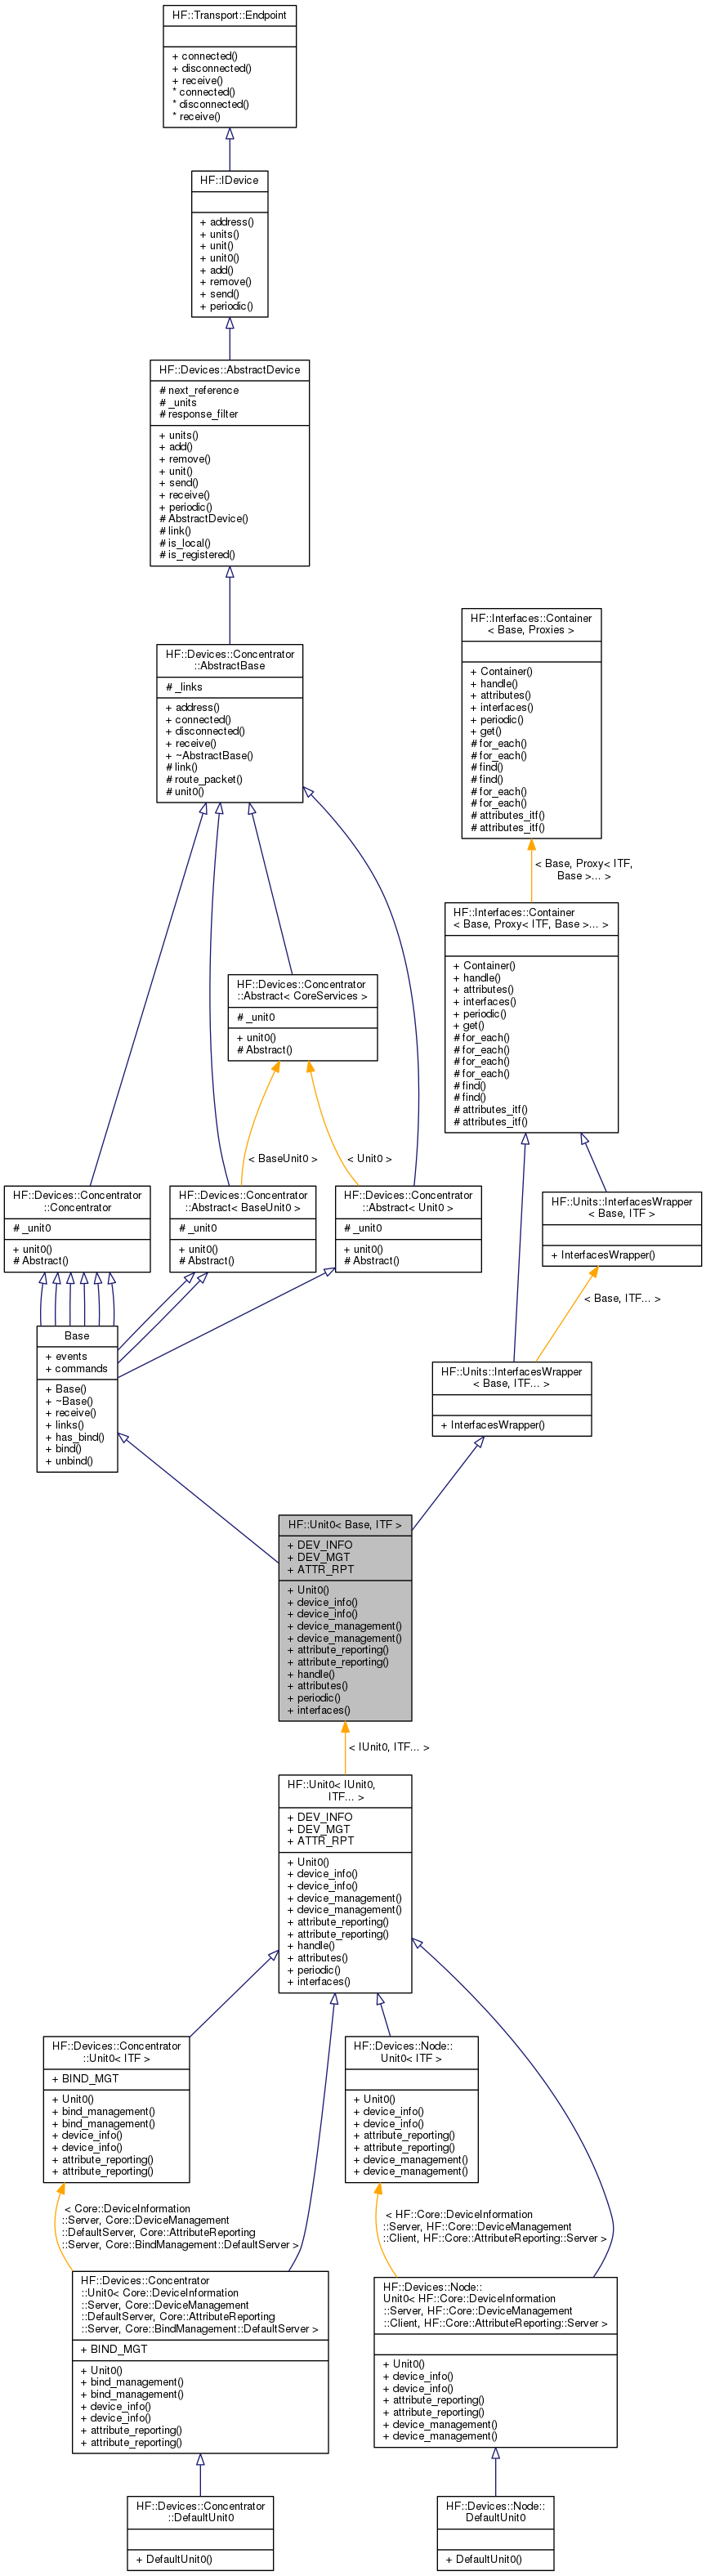 HF::Transport::Endpoint
+ connected()
+ disconnected()
+ receive()
* connected()
* disconnected()
* receive()
HF::IDevice
+ address()
+ units()
+ unit()
+ unit0()
+ add()
+ remove()
+ send()
+ periodic()
HF::Devices::AbstractDevice
# next_reference
# _units
# response_filter
+ units()
+ add()
+ remove()
+ unit()
+ send()
+ receive()
+ periodic()
# AbstractDevice()
# link()
# is_local()
# is_registered()
HF::Devices::Concentrator
::AbstractBase
# _links
+ address()
+ connected()
+ disconnected()
+ receive()
+ ~AbstractBase()
# link()
# route_packet()
# unit0()
HF::Interfaces::Container
< Base, Proxies >
+ Container()
+ handle()
+ attributes()
+ interfaces()
+ periodic()
+ get()
# for_each()
# for_each()
# find()
# find()
# for_each()
# for_each()
# attributes_itf()
# attributes_itf()
< Base, Proxy< ITF,
Base >... >
HF::Interfaces::Container
< Base, Proxy< ITF, Base >... >
+ Container()
+ handle()
+ attributes()
+ interfaces()
+ periodic()
+ get()
# for_each()
# for_each()
# for_each()
# for_each()
# find()
# find()
# attributes_itf()
# attributes_itf()
HF::Devices::Concentrator
::Abstract< CoreServices >
# _unit0
+ unit0()
# Abstract()
< BaseUnit0 >
< Unit0 >
HF::Devices::Concentrator
::Concentrator
# _unit0
+ unit0()
# Abstract()
HF::Devices::Concentrator
::Abstract< BaseUnit0 >
# _unit0
+ unit0()
# Abstract()
HF::Devices::Concentrator
::Abstract< Unit0 >
# _unit0
+ unit0()
# Abstract()
HF::Units::InterfacesWrapper
< Base, ITF >
+ InterfacesWrapper()
< Base, ITF... >
Base
+ events
+ commands
+ Base()
+ ~Base()
+ receive()
+ links()
+ has_bind()
+ bind()
+ unbind()
HF::Units::InterfacesWrapper
< Base, ITF... >
+ InterfacesWrapper()
HF::Unit0< Base, ITF >
+ DEV_INFO
+ DEV_MGT
+ ATTR_RPT
+ Unit0()
+ device_info()
+ device_info()
+ device_management()
+ device_management()
+ attribute_reporting()
+ attribute_reporting()
+ handle()
+ attributes()
+ periodic()
+ interfaces()
< IUnit0, ITF... >
HF::Unit0< IUnit0,
ITF... >
+ DEV_INFO
+ DEV_MGT
+ ATTR_RPT
+ Unit0()
+ device_info()
+ device_info()
+ device_management()
+ device_management()
+ attribute_reporting()
+ attribute_reporting()
+ handle()
+ attributes()
+ periodic()
+ interfaces()
HF::Devices::Concentrator
::Unit0< ITF >
+ BIND_MGT
+ Unit0()
+ bind_management()
+ bind_management()
+ device_info()
+ device_info()
+ attribute_reporting()
+ attribute_reporting()
HF::Devices::Node::
Unit0< ITF >
+ Unit0()
+ device_info()
+ device_info()
+ attribute_reporting()
+ attribute_reporting()
+ device_management()
+ device_management()
< Core::DeviceInformation
::Server, Core::DeviceManagement
::DefaultServer, Core::AttributeReporting
::Server, Core::BindManagement::DefaultServer >
< HF::Core::DeviceInformation
::Server, HF::Core::DeviceManagement
::Client, HF::Core::AttributeReporting::Server >
HF::Devices::Concentrator
::Unit0< Core::DeviceInformation
::Server, Core::DeviceManagement
::DefaultServer, Core::AttributeReporting
::Server, Core::BindManagement::DefaultServer >
+ BIND_MGT
+ Unit0()
+ bind_management()
+ bind_management()
+ device_info()
+ device_info()
+ attribute_reporting()
+ attribute_reporting()
HF::Devices::Node::
Unit0< HF::Core::DeviceInformation
::Server, HF::Core::DeviceManagement
::Client, HF::Core::AttributeReporting::Server >
+ Unit0()
+ device_info()
+ device_info()
+ attribute_reporting()
+ attribute_reporting()
+ device_management()
+ device_management()
HF::Devices::Concentrator
::DefaultUnit0
+ DefaultUnit0()
HF::Devices::Node::
DefaultUnit0
+ DefaultUnit0()